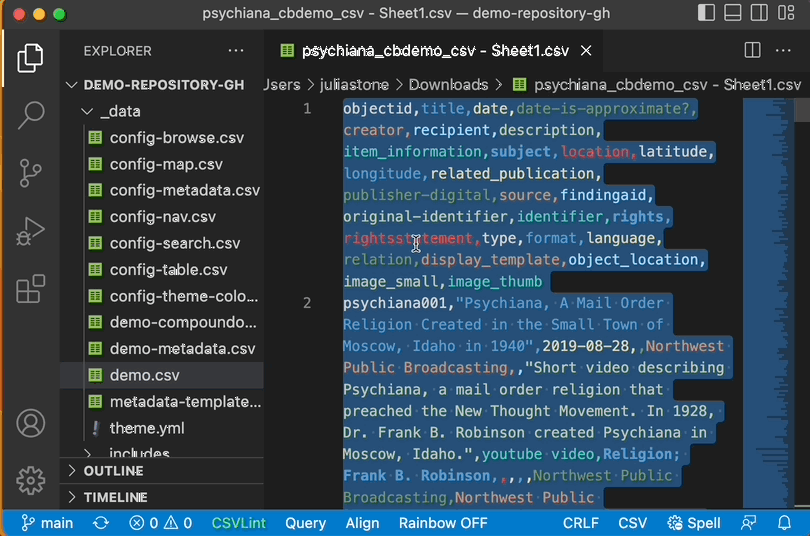 psychiana_cbdemo_csv - Sheet1.csv — demo-repository-gh
EXPLORER
DEMO-REPOSITORY-GH
_data
config-browse.csv
config-map.csv
config-metadata.csv
config-nav.csv
config-search.csv
config-table.csv
config-theme-colo...
demo-compoundo...
demo-metadata.csv
demo.csv
metadata-template...
theme.yml
includes
OUTLINE
TIMELINE
psychiana_cbdemo_csv - Sheet1.csv
Users > juliastone > Downloads > psychiana_cbdemo_csv - Sheet1.csv
1 objectid,title,date,date-is-approximate?,
creator,recipient,description,
item_information,subject,location,latitude,
longitude,related_publication,
publisher-digital,source,findingaid,
original-identifier,identifier,rights,
rightsstatement,type,format,language,
relation,display_template,object_location,
image_small,image_thumb
2 psychiana001,"Psychiana, A Mail Order
Religion Created in the Small Town of
Moscow, Idaho in 1940",2019-08-28,,Northwest
Public Broadcasting,,"Short video describing
Psychiana, a mail order religion that
preached the New Thought Movement. In 1928,
Dr. Frank B. Robinson created Psychiana in
Moscow, Idaho.",youtube video,Religion;
Frank B. Robinson,,,,,Northwest Public
Broadcasting,Northwest Public
main 0 0 CSVLint Query Align Rainbow OFF CRLF CSV Spell